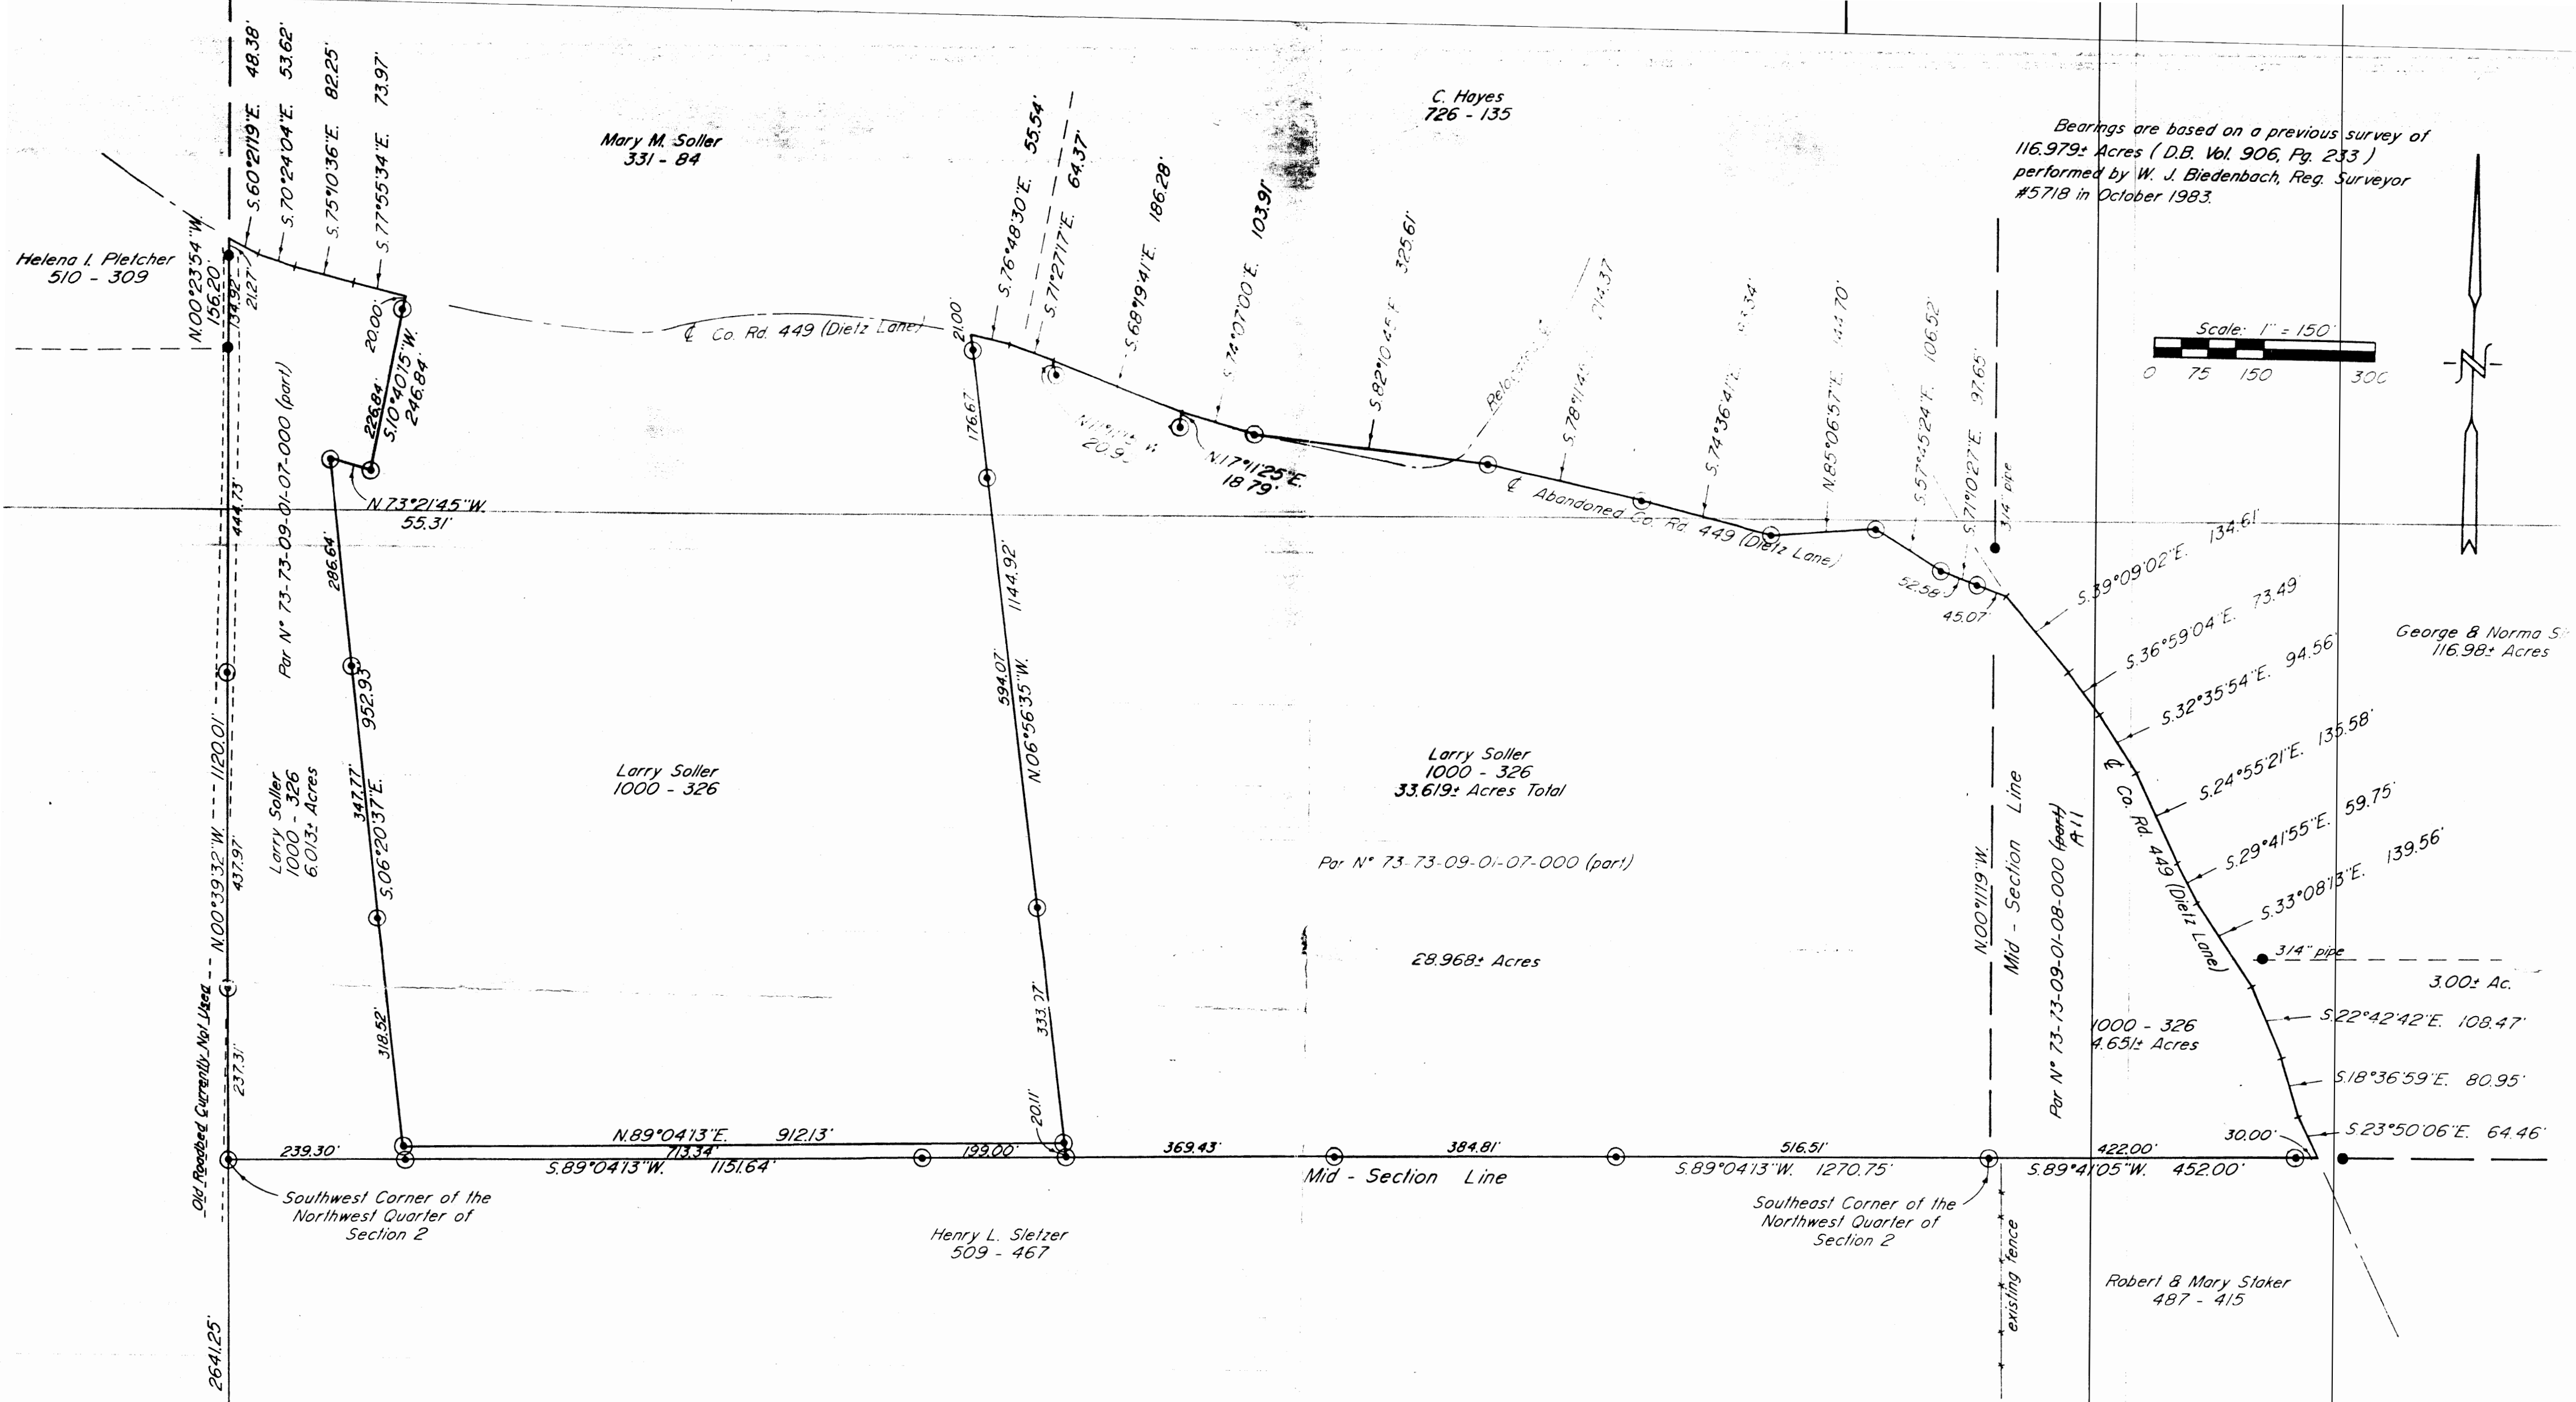 S.60°21'19"E. 48.38'
S.70°24'04"E. 53.62'
S.75°10'36"E. 82.25'
S.77°55'34"E. 73.97'
Mary M. Soller
331 - 84
C. Hayes
726 - 135
Bearings are based on a previous survey of
116.979± Acres ( D.B. Vol. 906, Pg. 233 )
performed by W. J. Biedenbach, Reg. Surveyor
#5718 in October 1983.
Helena I. Pletcher
510 - 309
N.00°23'54"W.
156.20'
134.92'
21.27'
20.00'
226.84'
S.10°40'15"W.
246.84'
N.73°21'45"W.
55.31'
℄ Co. Rd. 449 (Dietz Lane)
21.00'
S.76°48'30"E. 55.54'
S.71°27'17"E. 64.37'
S.68°19'41"E. 186.28'
S.74°07'00"E. 103.91'
S.82°10'45"E. 325.61'
S.74°36'41"E.
N.85°06'57"E.
S.57°45'24"E. 106.52'
S.71°10'27"E. 97.65'
3/4" pipe
Scale: 1" = 150'
0 75 150 300
N.17°11'25"E.
18.79'
℄ Abandoned Co. Rd. 449 (Dietz Lane)
52.58'
45.07'
S.39°09'02"E. 134.61'
S.36°59'04"E. 73.49'
S.32°35'54"E. 94.56'
S.24°55'21"E. 135.58'
S.29°41'55"E. 59.75'
S.33°08'13"E. 139.56'
3/4" pipe
3.00± Ac.
S.22°42'42"E. 108.47'
S.18°36'59"E. 80.95'
S.23°50'06"E. 64.46'
George & Norma
116.98± Acres
℄ Co. Rd. 449 (Dietz Lane)
Par N° 73-73-09-01-07-000 (part)
444.73'
286.64'
952.93'
347.77'
S.06°20'37"E.
318.52'
N.00°39'32"W. 1120.01'
437.97'
237.31'
Old Roadbed Currently Not Used
2641.25'
Larry Soller
1000 - 326
6.013± Acres
Larry Soller
1000 - 326
176.67'
1144.92'
594.07'
N.06°56'35"W.
20.11'
Larry Soller
1000 - 326
33.619± Acres Total
Par N° 73-73-09-01-07-000 (part)
28.968± Acres
N.00°11'19"W.
Mid - Section Line
Par N° 73-73-09-01-08-000 (part)
All
1000 - 326
4.651± Acres
239.30'
N.89°04'13"E. 912.13'
713.34'
S.89°04'13"W. 1151.64'
199.00'
369.43'
384.81'
516.51'
Mid - Section Line
S.89°04'13"W. 1270.75'
422.00'
30.00'
S.89°41'05"W. 452.00'
Southwest Corner of the
Northwest Quarter of
Section 2
Henry L. Sletzer
509 - 467
Southeast Corner of the
Northwest Quarter of
Section 2
existing fence
Robert & Mary Staker
487 - 415